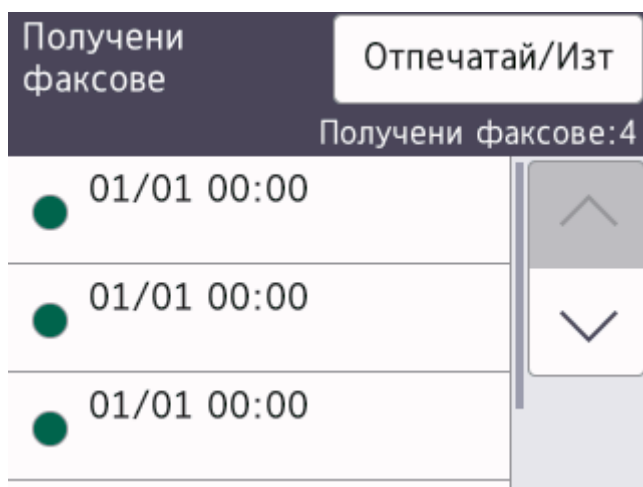 Получени
факсове
Отпечатай/Изт
Получени факсове:4
01/01 00:00
01/01 00:00
01/01 00:00